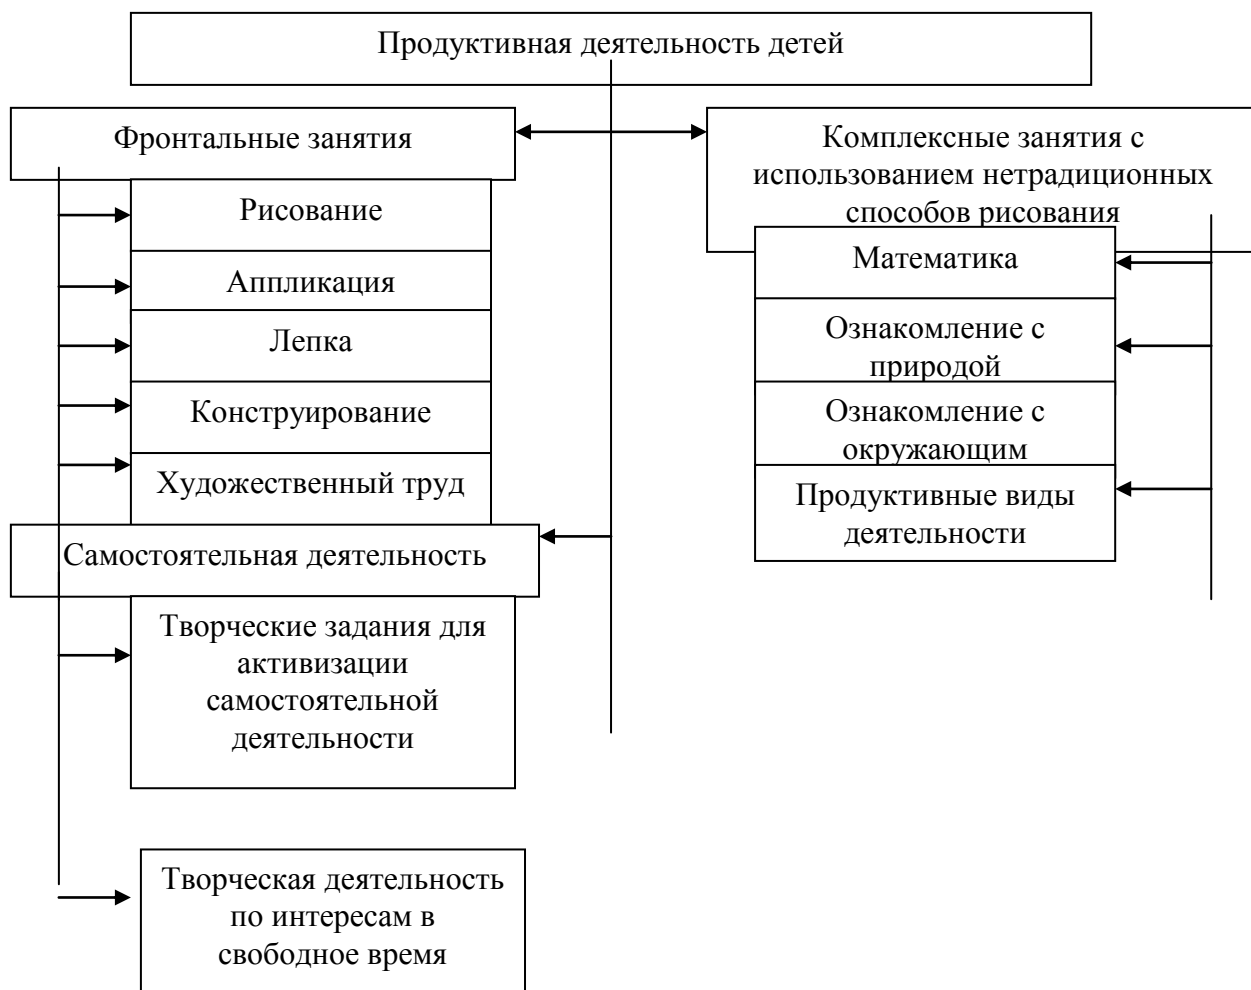 Продуктивная деятельность детей
Фронтальные занятия
Рисование
Аппликация
Лепка
Конструирование
Художественный труд
Самостоятельная деятельность
Творческие задания для
активизации
самостоятельной
деятельности
Творческая деятельность
по интересам в
свободное время
Комплексные занятия с
использованием нетрадиционных
способов рисования
Математика
Ознакомление с
природой
Ознакомление с
окружающим
Продуктивные виды
деятельности